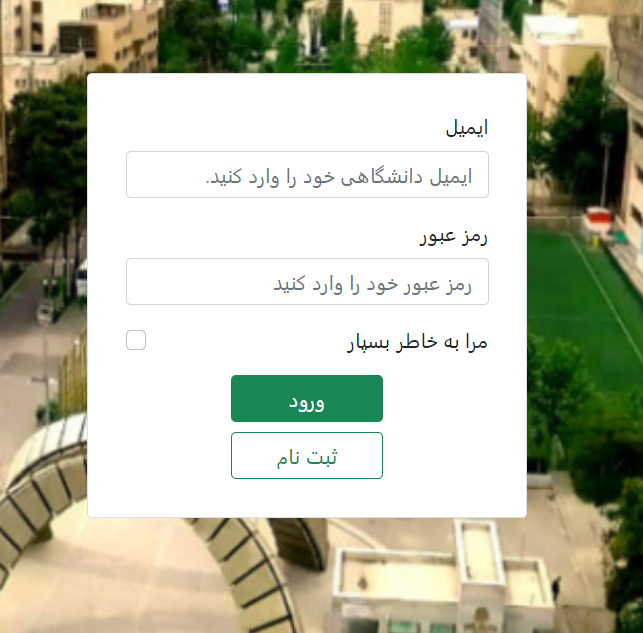 ایمیل
ایمیل دانشگاهی خود را وارد کنید.
رمز عبور
رمز عبور خود را وارد کنید
مرا به خاطر بسپار
ورود
ثبت نام